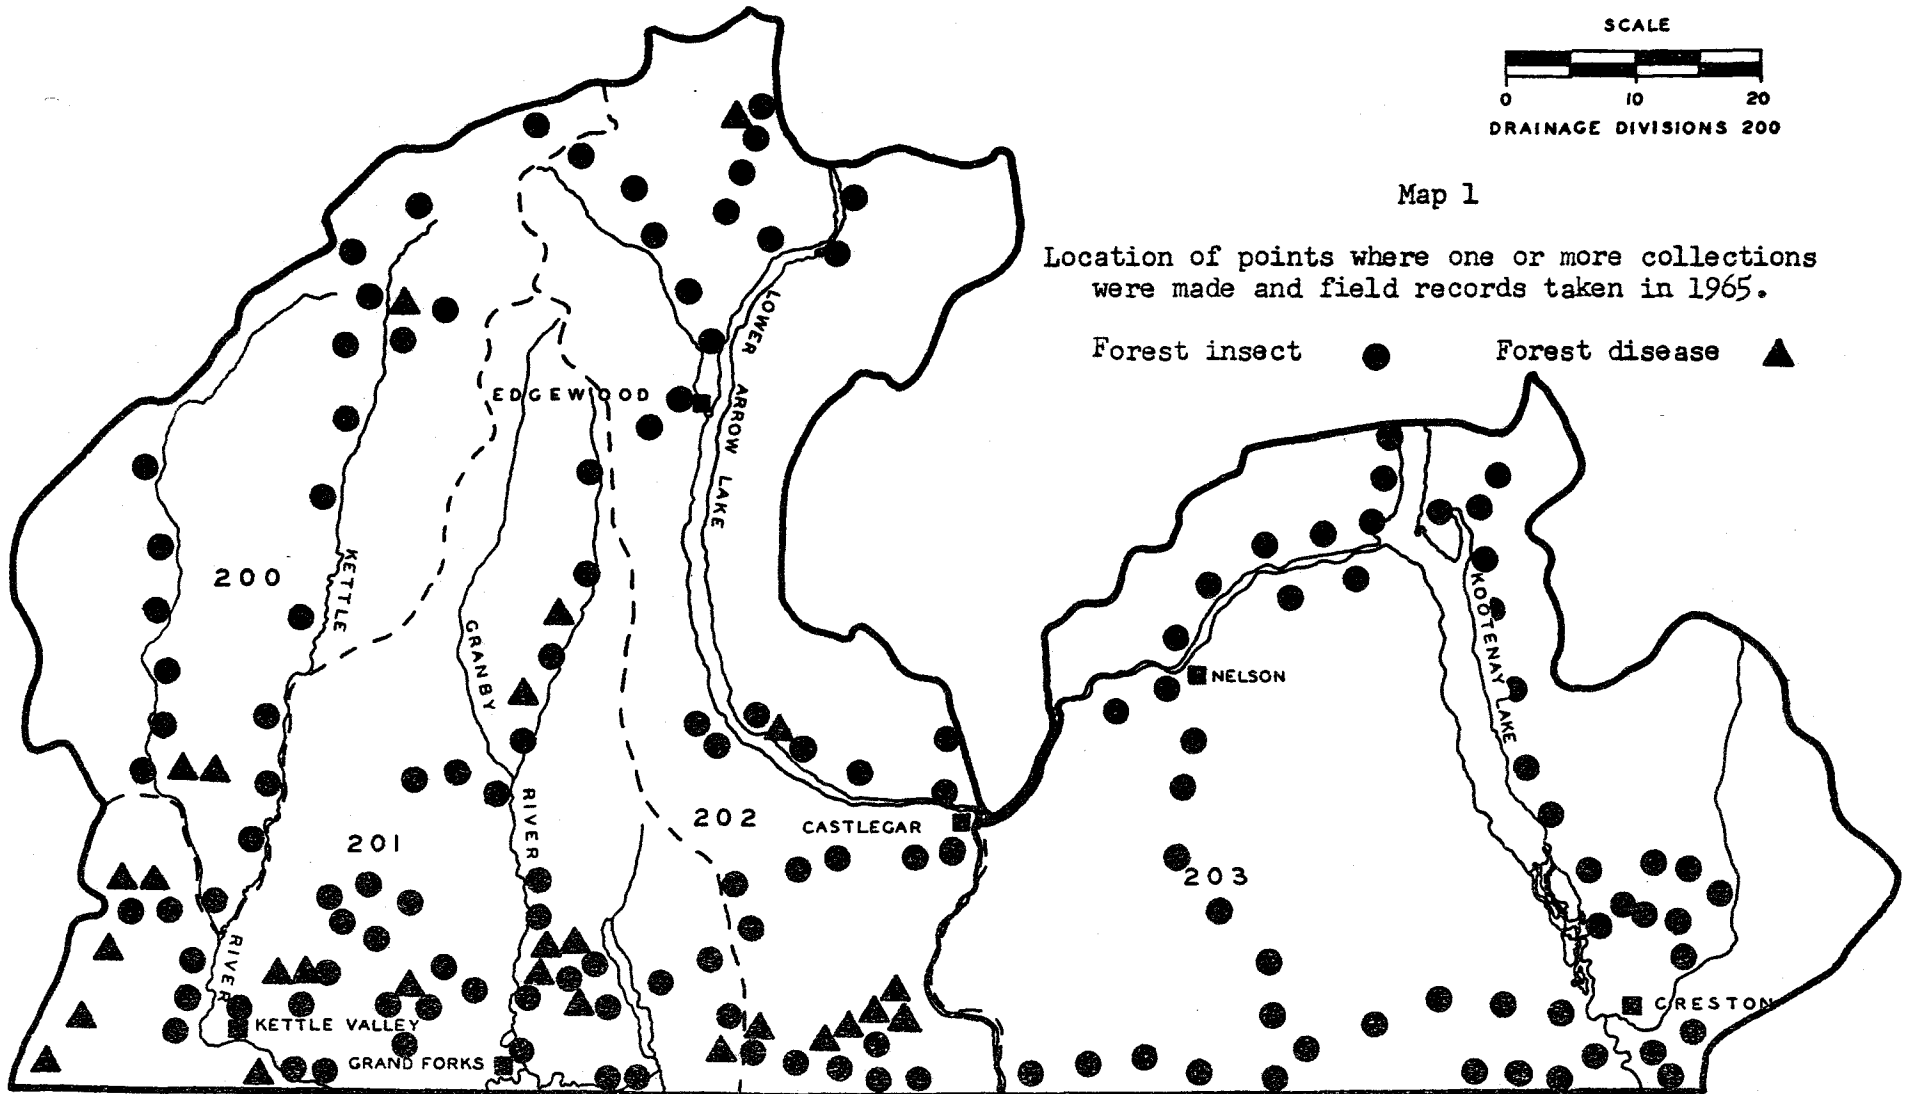 SCALE
0 10 20
DRAINAGE DIVISIONS 200
Map 1
Location of points where one or more collections
were made and field records taken in 1965.
Forest insect
Forest disease
LOWER ARROW LAKE
EDGEWOOD
200
KETTLE RIVER
GRANBY RIVER
KOOTENAY LAKE
NELSON
201
202
CASTLEGAR
203
CRESTON
KETTLE VALLEY
GRAND FORKS